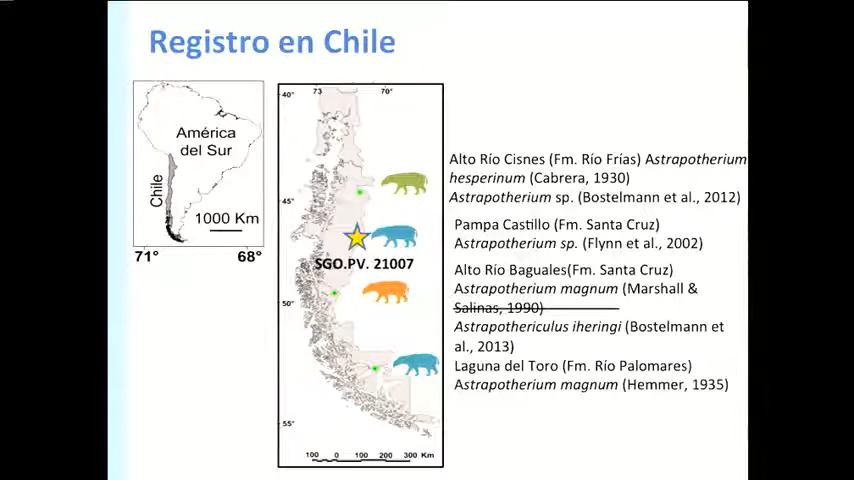 Registro en Chile
América
del Sur
Chile
1000 Km
71°
68°
73
70°
40°
45°
50°
55°
SGO.PV. 21007
100 0 100 200 300 Km
Alto Río Cisnes (Fm. Río Frías) Astrapotherium
hesperinum (Cabrera, 1930)
Astrapotherium sp. (Bostelmann et al., 2012)
Pampa Castillo (Fm. Santa Cruz)
Astrapotherium sp. (Flynn et al., 2002)
Alto Río Baguales(Fm. Santa Cruz)
Astrapotherium magnum (Marshall &
Salinas, 1990)
Astrapothericulus iheringi (Bostelmann et
al., 2013)
Laguna del Toro (Fm. Río Palomares)
Astrapotherium magnum (Hemmer, 1935)